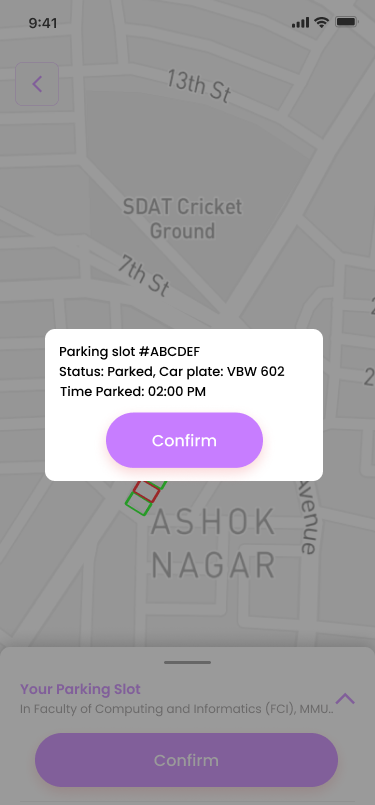 9:41
13th St
SDAT Cricket
Ground
7th St
Parking slot #ABCDEF
Status: Parked, Car plate: VBW 602
Time Parked: 02:00 PM
Confirm
ASHOK
NAGAR
Avenue
Your Parking Slot
In Faculty of Computing and Informatics (FCI), MMU..
Confirm